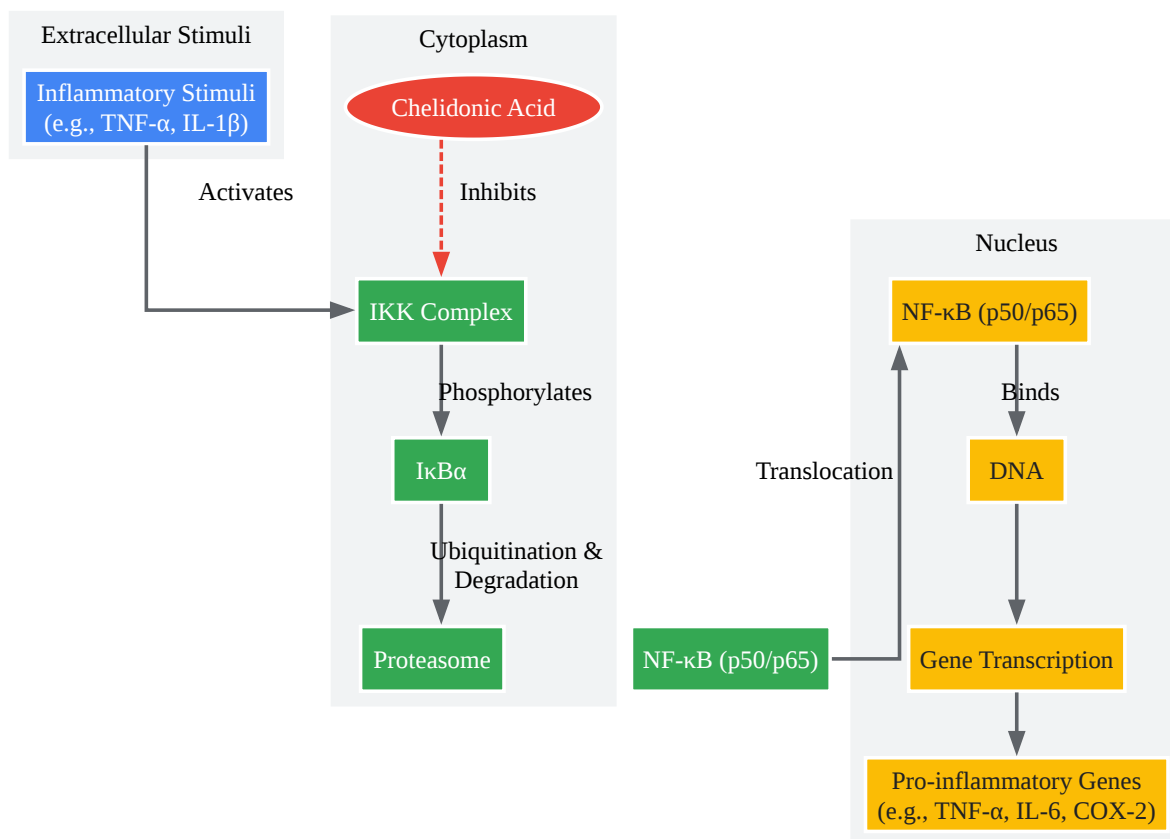 Extracellular Stimuli
Inflammatory Stimuli
(e.g., TNF-α, IL-1β)
Activates
Cytoplasm
Chelidonic Acid
Inhibits
IKK Complex
Phosphorylates
IκBα
Ubiquitination &
Degradation
Proteasome
NF-κB (p50/p65)
Translocation
Nucleus
NF-κB (p50/p65)
Binds
DNA
Gene Transcription
Pro-inflammatory Genes
(e.g., TNF-α, IL-6, COX-2)